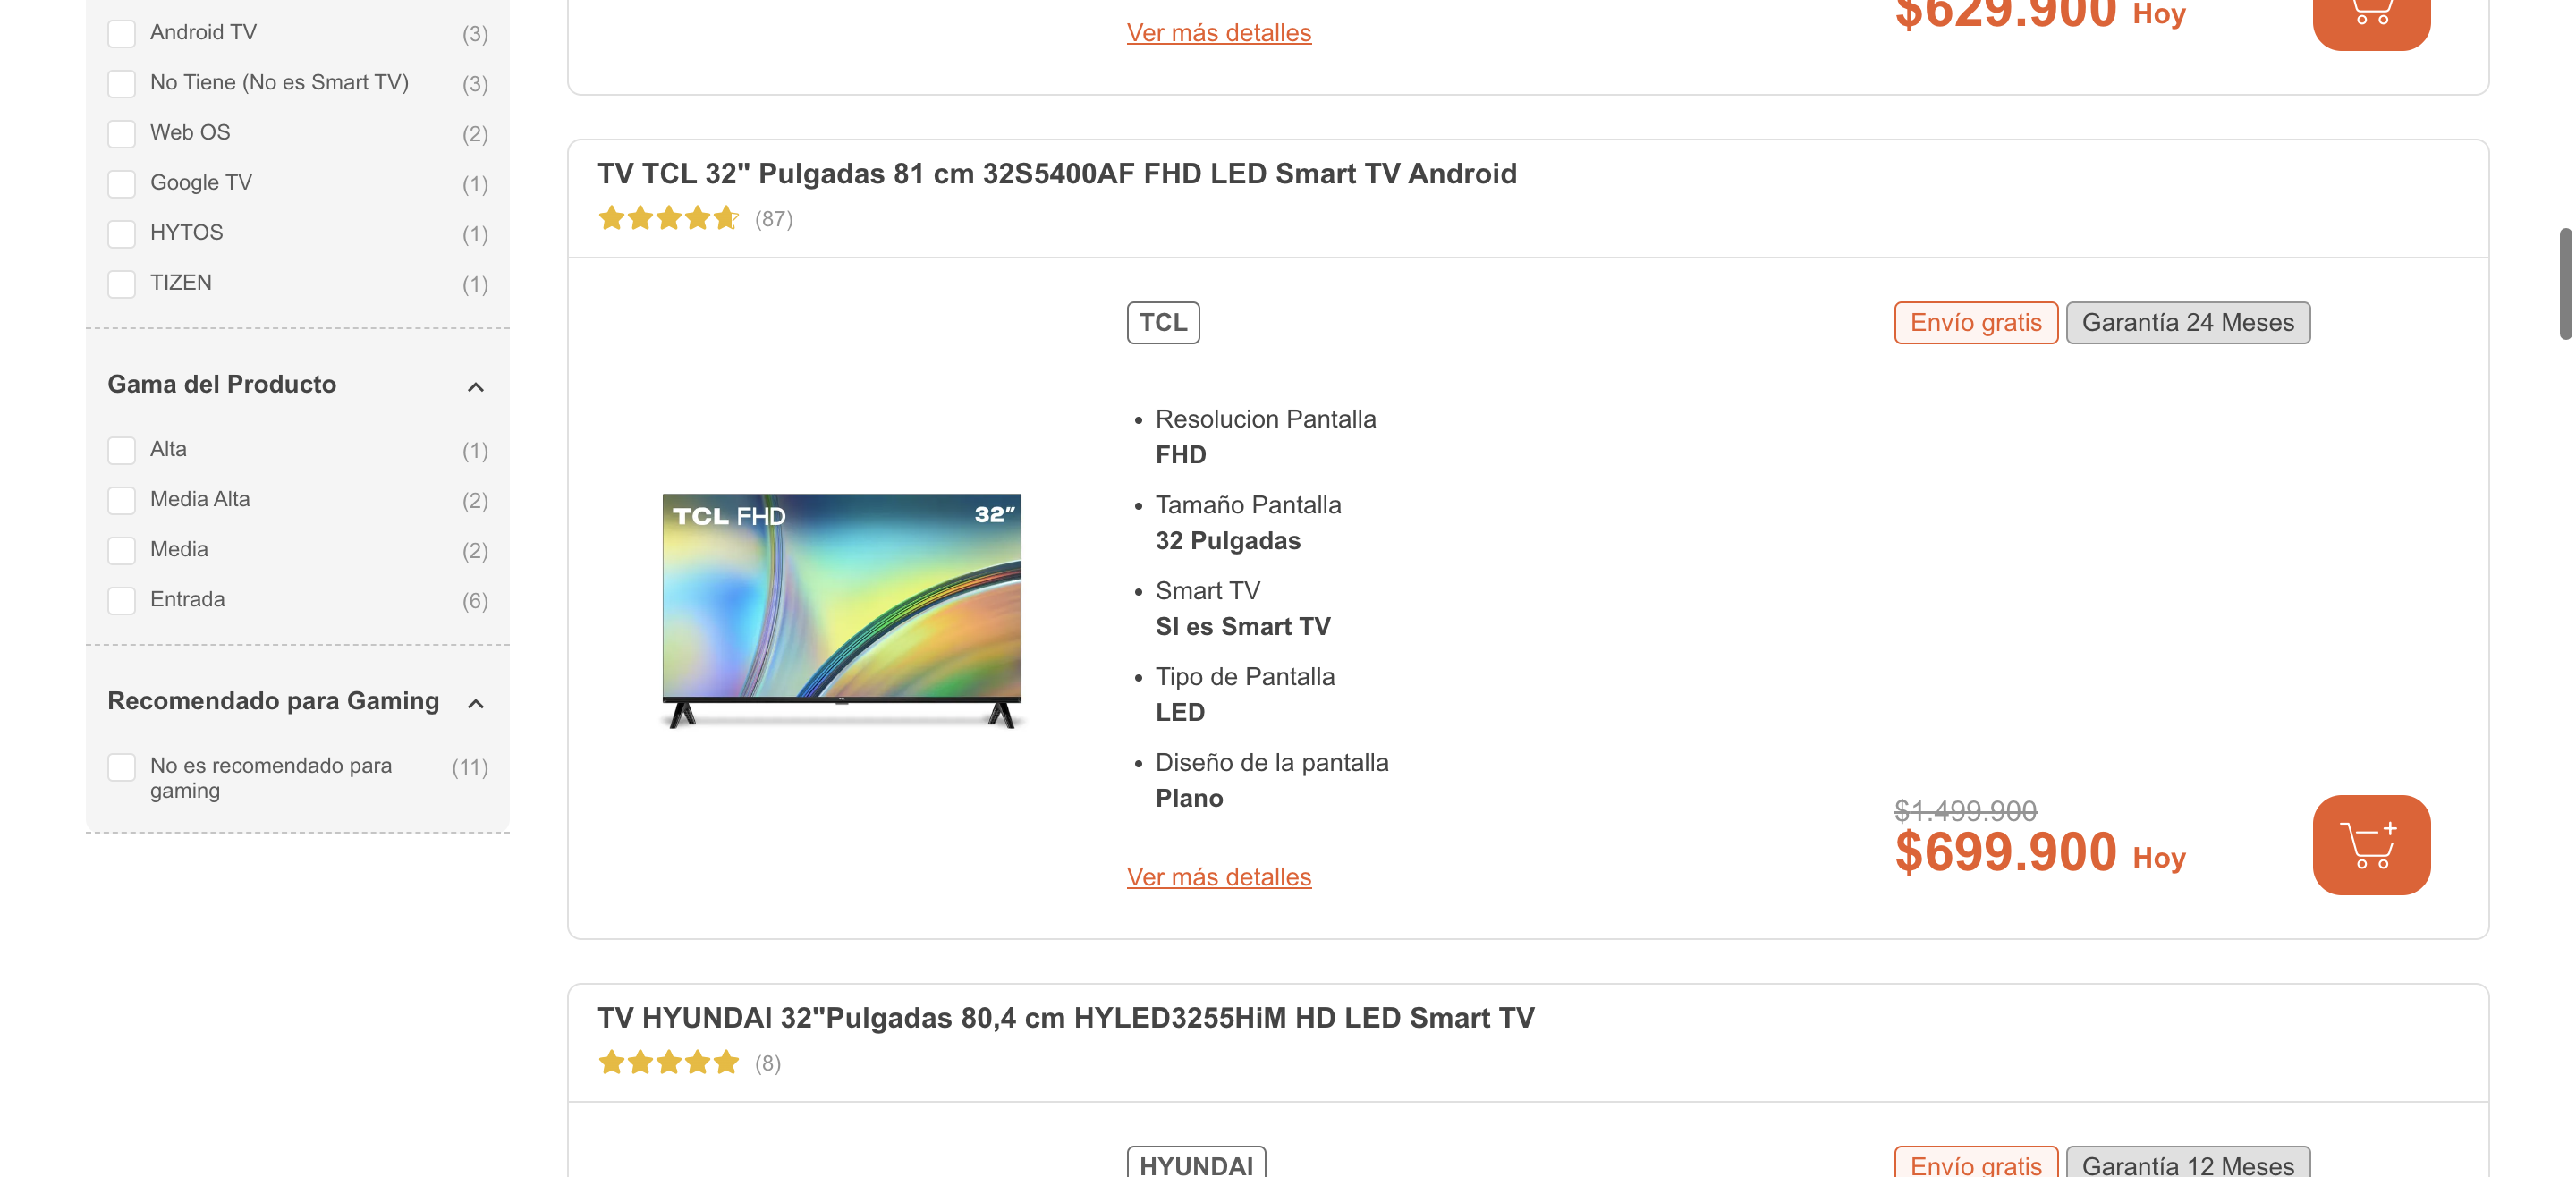 Android TV (3)
No Tiene (No es Smart TV) (3)
Web OS (2)
Google TV (1)
HYTOS (1)
TIZEN (1)
Gama del Producto
Alta (1)
Media Alta (2)
Media (2)
Entrada (6)
Recomendado para Gaming
No es recomendado para (11)
gaming
Ver más detalles
$629.900 Hoy
TV TCL 32" Pulgadas 81 cm 32S5400AF FHD LED Smart TV Android
(87)
TCL FHD 32"
TCL
Resolucion Pantalla
FHD
Tamaño Pantalla
32 Pulgadas
Smart TV
SI es Smart TV
Tipo de Pantalla
LED
Diseño de la pantalla
Plano
Ver más detalles
Envío gratis Garantía 24 Meses
$1.499.900
$699.900 Hoy
TV HYUNDAI 32"Pulgadas 80,4 cm HYLED3255HiM HD LED Smart TV
(8)
HYUNDAI
Envío gratis Garantía 12 Meses